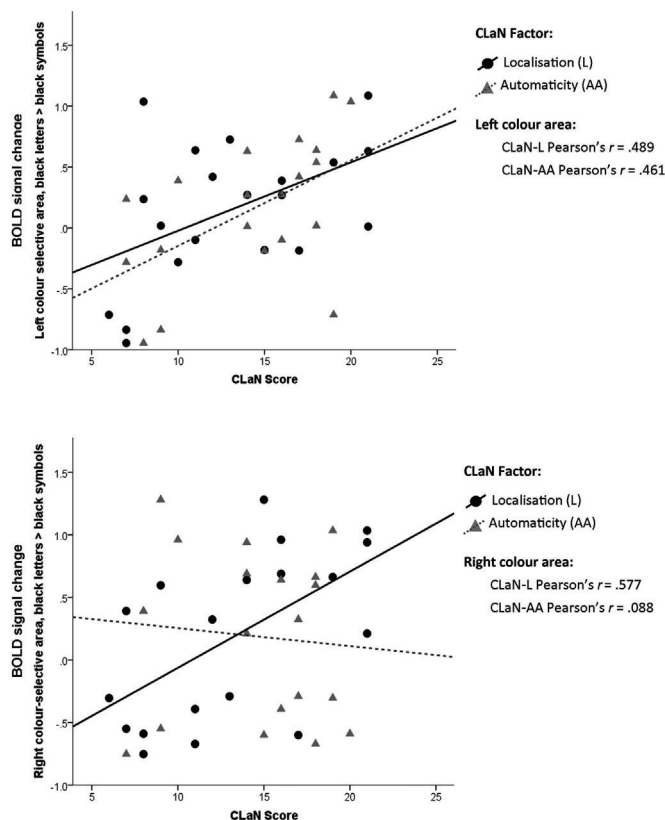 CLaN Factor:
Localisation (L)
Automaticity (AA)
Left colour area:
CLaN-L Pearson's r = .489
CLaN-AA Pearson's r = .461
BOLD signal change
Left colour selective area, black letters > black symbols
1.5
1.0
.5
.0
-.5
-1.0
5
10
15
20
25
CLaN Score
CLaN Factor:
Localisation (L)
Automaticity (AA)
Right colour area:
CLaN-L Pearson's r = .577
CLaN-AA Pearson's r = .088
BOLD signal change
Right colour-selective area, black letters > black symbols
1.5
1.0
.5
.0
-.5
-1.0
5
10
15
20
25
CLaN Score